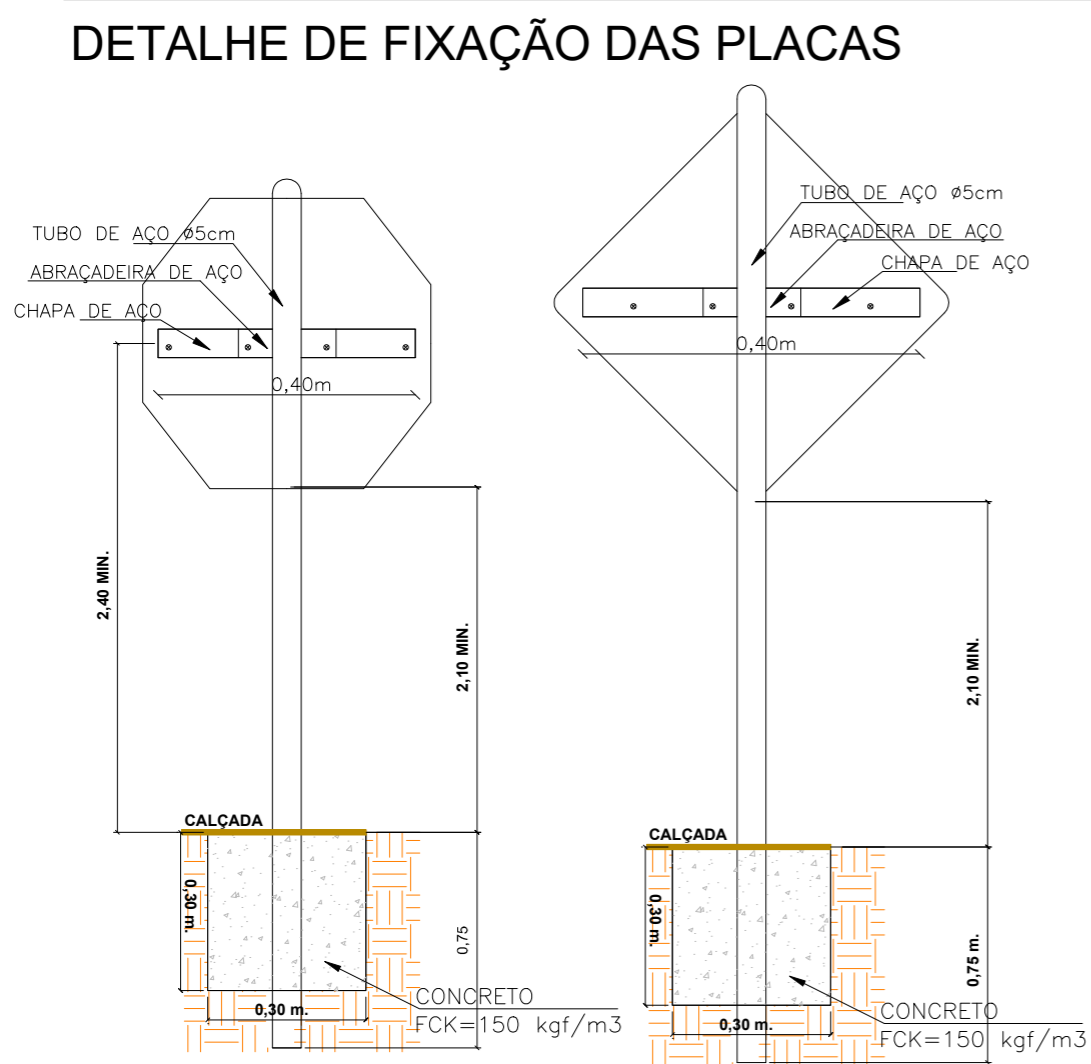 DETALHE DE FIXAÇÃO DAS PLACAS
TUBO DE AÇO Ø5cm
ABRAÇADEIRA DE AÇO
CHAPA DE AÇO
0,40m
2,40 MIN.
2,10 MIN.
CALÇADA
0,30 m.
0,75
0,30 m.
CONCRETO
FCK=150 kgf/m3
TUBO DE AÇO Ø5cm
ABRAÇADEIRA DE AÇO
CHAPA DE AÇO
0,40m
2,10 MIN.
CALÇADA
0,30 m.
0,75 m.
0,30 m.
CONCRETO
FCK=150 kgf/m3